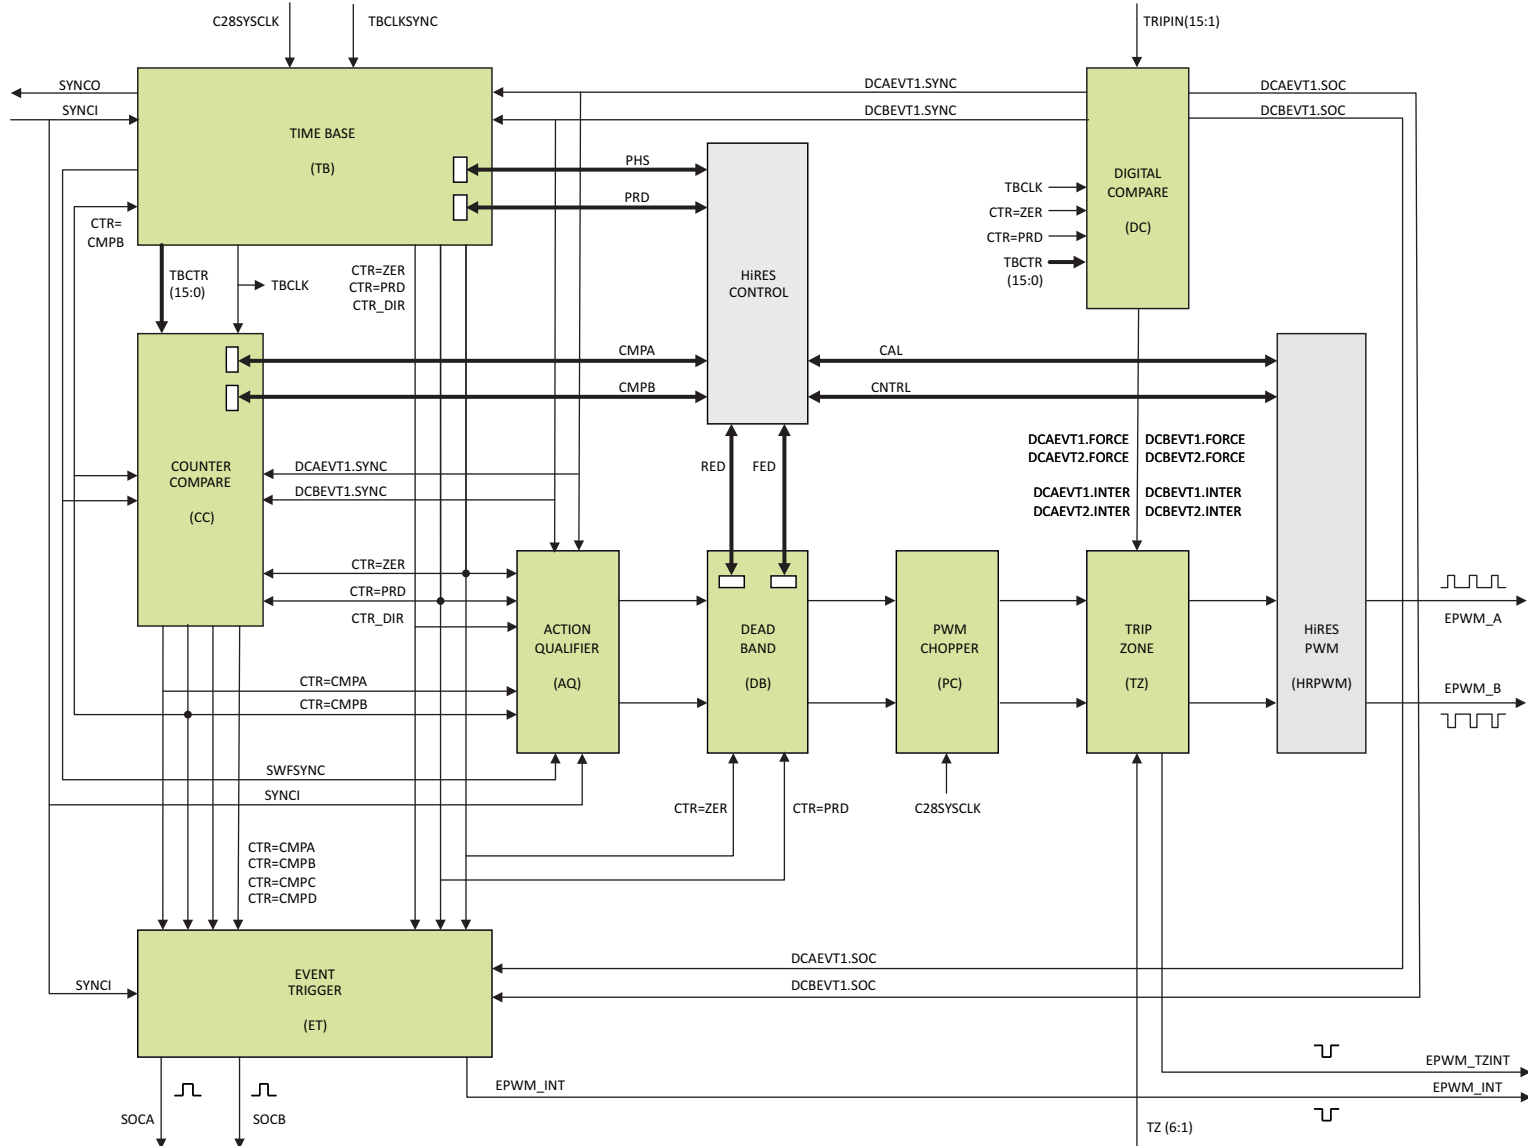 C28SYSCLK
TBCLKSYNC
TRIPIN(15:1)
SYNCO
SYNCI
TIME BASE
(TB)
DCAEVT1.SYNC
DCBEVT1.SYNC
DCAEVT1.SOC
DCBEVT1.SOC
PHS
PRD
DIGITAL
COMPARE
(DC)
TBCLK
CTR=ZER
CTR=PRD
TBCTR
(15:0)
CTR=
CMPB
TBCTR
(15:0)
TBCLK
CTR=ZER
CTR=PRD
CTR_DIR
HiRES
CONTROL
CMPA
CMPB
CAL
CNTRL
COUNTER
COMPARE
(CC)
DCAEVT1.SYNC
DCBEVT1.SYNC
RED
FED
DCAEVT1.FORCE
DCAEVT2.FORCE
DCBEVT1.FORCE
DCBEVT2.FORCE
DCAEVT1.INTER
DCAEVT2.INTER
DCBEVT1.INTER
DCBEVT2.INTER
CTR=ZER
CTR=PRD
CTR_DIR
CTR=CMPA
CTR=CMPB
ACTION
QUALIFIER
(AQ)
DEAD
BAND
(DB)
PWM
CHOPPER
(PC)
TRIP
ZONE
(TZ)
HiRES
PWM
(HRPWM)
EPWM_A
EPWM_B
SWFSYNC
SYNCI
CTR=ZER
CTR=PRD
C28SYSCLK
CTR=CMPA
CTR=CMPB
CTR=CMPC
CTR=CMPD
EVENT
TRIGGER
(ET)
SYNCI
DCAEVT1.SOC
DCBEVT1.SOC
EPWM_INT
EPWM_TZINT
EPWM_INT
SOCA
SOCB
TZ (6:1)